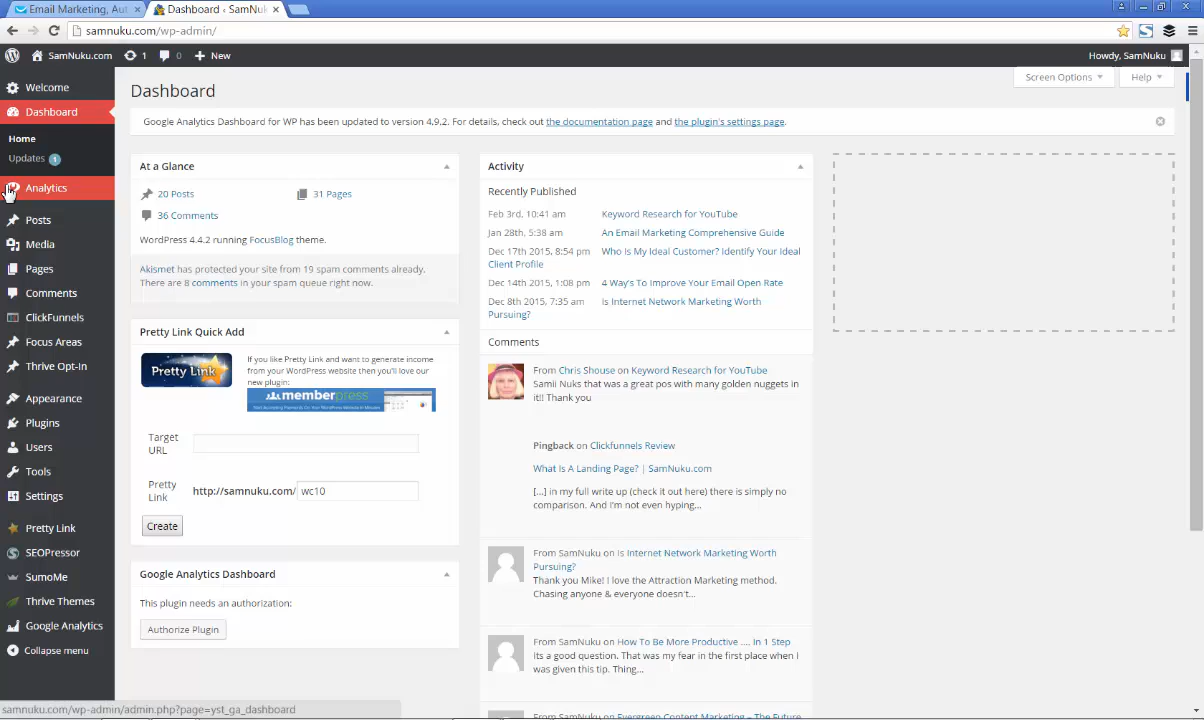 Email Marketing, Aut
Dashboard ‹ SamNuk
samnuku.com/wp-admin/
SamNuku.com
1
0
New
Howdy, SamNuku
Welcome
Dashboard
Home
Updates 1
Analytics
Posts
Media
Pages
Comments
ClickFunnels
Focus Areas
Thrive Opt-In
Appearance
Plugins
Users
Tools
Settings
Pretty Link
SEOPressor
SumoMe
Thrive Themes
Google Analytics
Collapse menu
samnuku.com/wp-admin/admin.php?page=yst_ga_dashboard
Screen Options
Help
Dashboard
Google Analytics Dashboard for WP has been updated to version 4.9.2. For details, check out the documentation page and the plugin's settings page.
At a Glance
20 Posts
31 Pages
36 Comments
WordPress 4.4.2 running FocusBlog theme.
Akismet has protected your site from 19 spam comments already.
There are 8 comments in your spam queue right now.
Pretty Link Quick Add
Pretty Link
If you like Pretty Link and want to generate income
from your WordPress website then you'll love our
new plugin:
memberpress
Target
URL
Pretty
Link
http://samnuku.com/ wc10
Create
Google Analytics Dashboard
This plugin needs an authorization:
Authorize Plugin
Activity
Recently Published
Feb 3rd, 10:41 am Keyword Research for YouTube
Jan 28th, 5:38 am An Email Marketing Comprehensive Guide
Dec 17th 2015, 8:54 pm Who Is My Ideal Customer? Identify Your Ideal
Client Profile
Dec 14th 2015, 1:08 pm 4 Way's To Improve Your Email Open Rate
Dec 8th 2015, 7:35 am Is Internet Network Marketing Worth
Pursuing?
Comments
From Chris Shouse on Keyword Research for YouTube
Samii Nuks that was a great pos with many golden nuggets in
it!! Thank you
Pingback on Clickfunnels Review
What Is A Landing Page? | SamNuku.com
[…] in my full write up (check it out here) there is simply no
comparison. And I'm not even hyping…
From SamNuku on Is Internet Network Marketing Worth
Pursuing?
Thank you Mike! I love the Attraction Marketing method.
Chasing anyone & everyone doesn't…
From SamNuku on How To Be More Productive …. In 1 Step
Its a good question. That was my fear in the first place when I
was given this tip. Thing…
From SamNuku on Evergreen Content Marketing – The Future